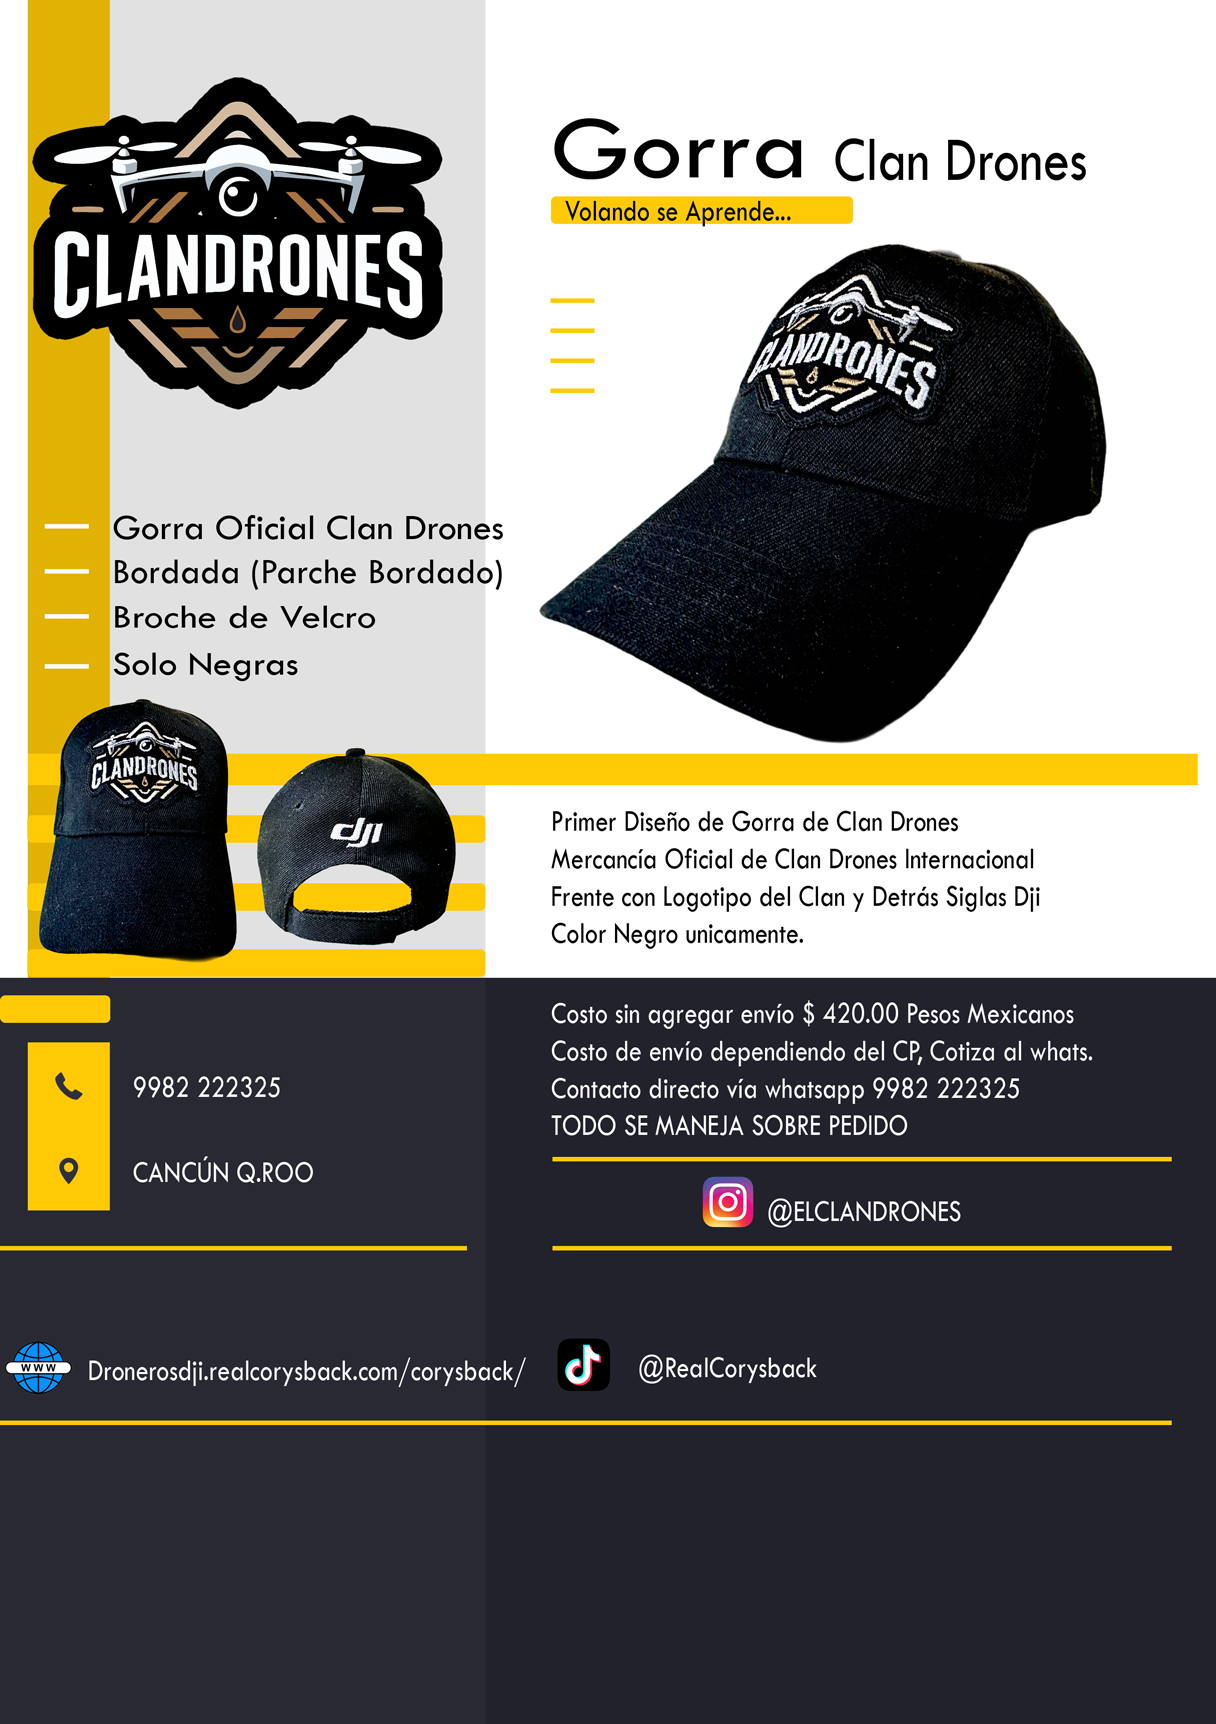 CLANDRONES
Gorra Clan Drones
Volando se Aprende...
CLANDRONES
Gorra Oficial Clan Drones
Bordada (Parche Bordado)
Broche de Velcro
Solo Negras
CLANDRONES
dji
Primer Diseño de Gorra de Clan Drones
Mercancía Oficial de Clan Drones Internacional
Frente con Logotipo del Clan y Detrás Siglas Dji
Color Negro unicamente.
Costo sin agregar envío $ 420.00 Pesos Mexicanos
Costo de envío dependiendo del CP, Cotiza al whats.
Contacto directo vía whatsapp 9982 222325
TODO SE MANEJA SOBRE PEDIDO
9982 222325
CANCÚN Q.ROO
@ELCLANDRONES
WWW
Dronerosdji.realcorysback.com/corysback/
@RealCorysback